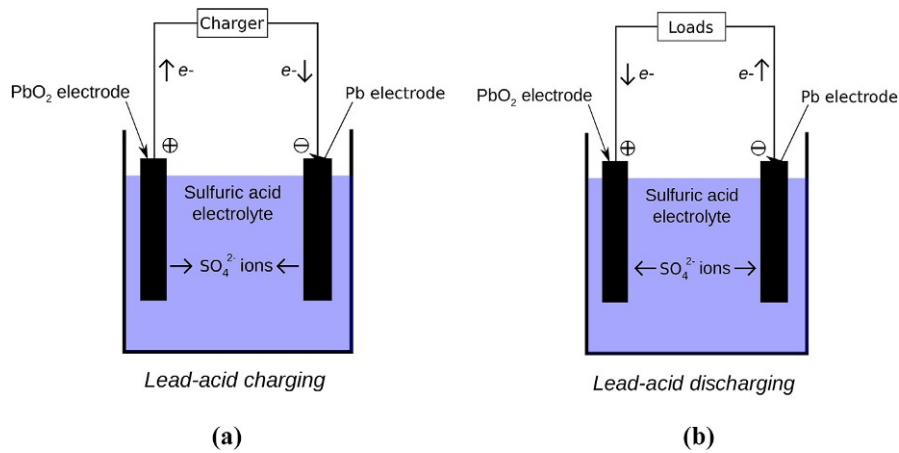 Charger
e-
e-
PbO₂ electrode
Pb electrode
⊕
⊖
Sulfuric acid
electrolyte
SO₄²⁻ ions
Lead-acid charging
(a)
Loads
e-
e-
PbO₂ electrode
Pb electrode
⊕
⊖
Sulfuric acid
electrolyte
SO₄²⁻ ions
Lead-acid discharging
(b)